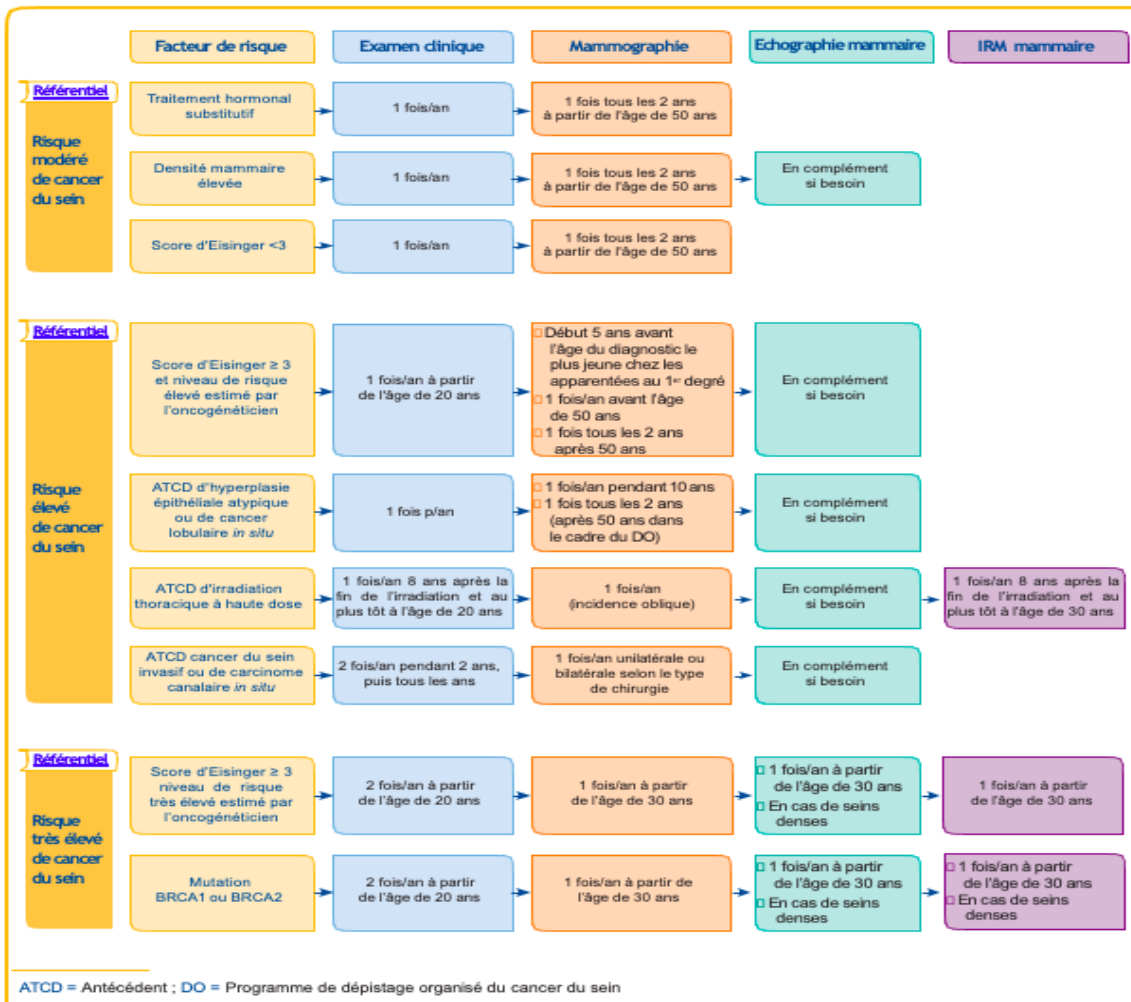 Facteur de risque
Examen clinique
Mammographie
Echographie mammaire
IRM mammaire
Référentiel
Risque
modéré
de cancer
du sein
Traitement hormonal
substitutif
1 fois/an
1 fois tous les 2 ans
à partir de l'âge de 50 ans
Densité mammaire
élevée
1 fois/an
1 fois tous les 2 ans
à partir de l'âge de 50 ans
En complément
si besoin
Score d'Eisinger <3
1 fois/an
1 fois tous les 2 ans
à partir de l'âge de 50 ans
Référentiel
Risque
élevé
de cancer
du sein
Score d'Eisinger ≥ 3
et niveau de risque
élevé estimé par
l'oncogénéticien
1 fois/an à partir
de l'âge de 20 ans
Début 5 ans avant
l'âge du diagnostic le
plus jeune chez les
apparentées au 1er degré
1 fois/an avant l'âge
de 50 ans
1 fois tous les 2 ans
après 50 ans
En complément
si besoin
ATCD d'hyperplasie
épithéliale atypique
ou de cancer
lobulaire in situ
1 fois p/an
1 fois/an pendant 10 ans
1 fois tous les 2 ans
(après 50 ans dans
le cadre du DO)
En complément
si besoin
ATCD d'irradiation
thoracique à haute dose
1 fois/an 8 ans après la
fin de l'irradiation et au
plus tôt à l'âge de 20 ans
1 fois/an
(incidence oblique)
En complément
si besoin
1 fois/an 8 ans après la
fin de l'irradiation et au
plus tôt à l'âge de 30 ans
ATCD cancer du sein
invasif ou de carcinome
canalaire in situ
2 fois/an pendant 2 ans,
puis tous les ans
1 fois/an unilatérale ou
bilatérale selon le type
de chirurgie
En complément
si besoin
Référentiel
Risque
très élevé
de cancer
du sein
Score d'Eisinger ≥ 3
niveau de risque
très élevé estimé par
l'oncogénéticien
2 fois/an à partir
de l'âge de 20 ans
1 fois/an à partir
de l'âge de 30 ans
1 fois/an à partir
de l'âge de 30 ans
En cas de seins
denses
1 fois/an à partir
de l'âge de 30 ans
Mutation
BRCA1 ou BRCA2
2 fois/an à partir
de l'âge de 20 ans
1 fois/an à partir de
l'âge de 30 ans
1 fois/an à partir
de l'âge de 30 ans
En cas de seins
denses
1 fois/an à partir
de l'âge de 30 ans
En cas de seins
denses
ATCD = Antécédent ; DO = Programme de dépistage organisé du cancer du sein